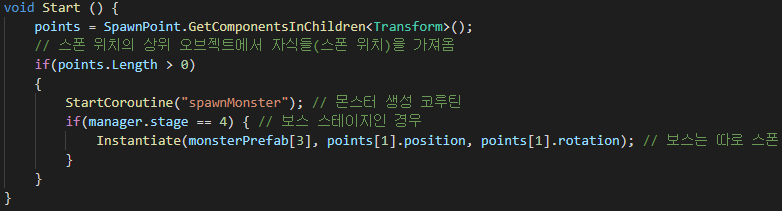 void Start () {
points = SpawnPoint.GetComponentsInChildren<Transform>();
// 스폰 위치의 상위 오브젝트에서 자식들(스폰 위치)을 가져옴
if(points.Length > 0)
{
StartCoroutine("spawnMonster"); // 몬스터 생성 코루틴
if(manager.stage == 4) { // 보스 스테이지인 경우
Instantiate(monsterPrefab[3], points[1].position, points[1].rotation); // 보스는 따로 스폰
}
}
}